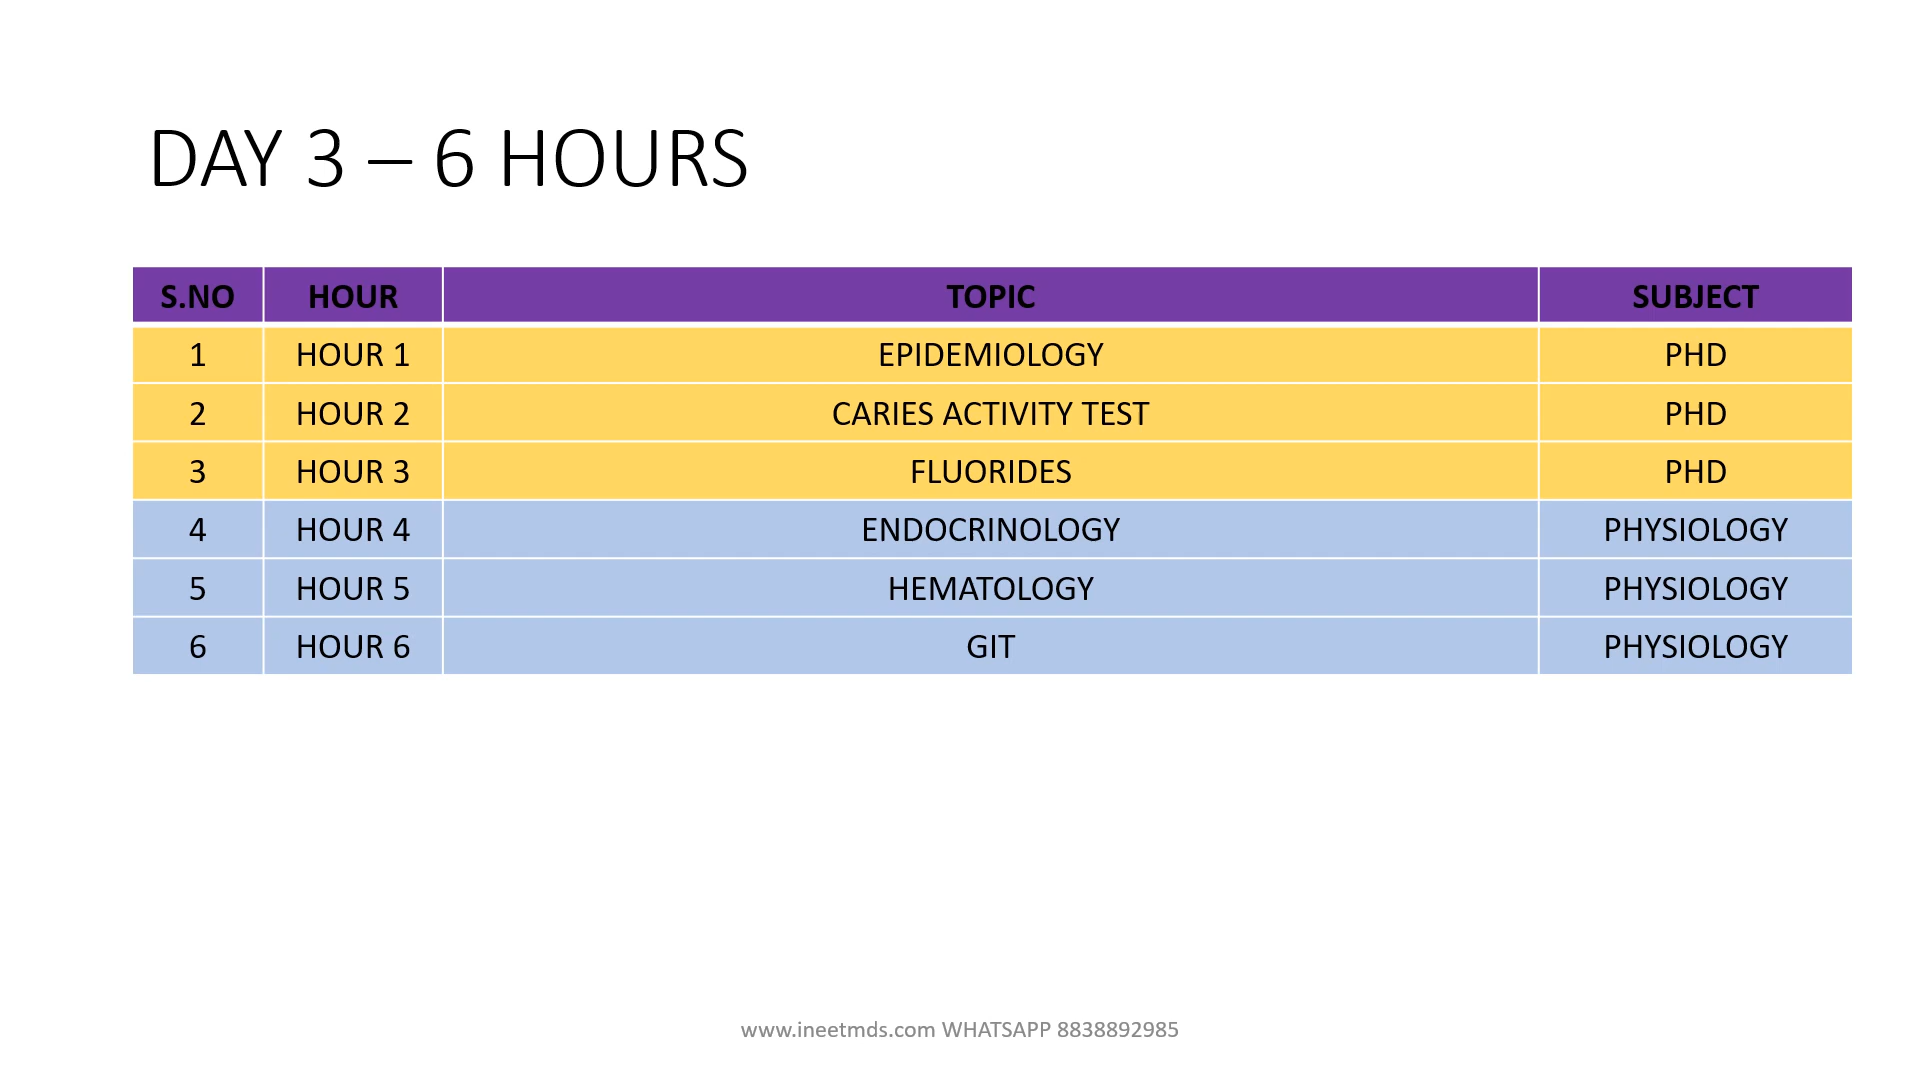 DAY 3 – 6 HOURS
S.NO HOUR TOPIC SUBJECT
1 HOUR 1 EPIDEMIOLOGY PHD
2 HOUR 2 CARIES ACTIVITY TEST PHD
3 HOUR 3 FLUORIDES PHD
4 HOUR 4 ENDOCRINOLOGY PHYSIOLOGY
5 HOUR 5 HEMATOLOGY PHYSIOLOGY
6 HOUR 6 GIT PHYSIOLOGY
www.ineetmds.com WHATSAPP 8838892985